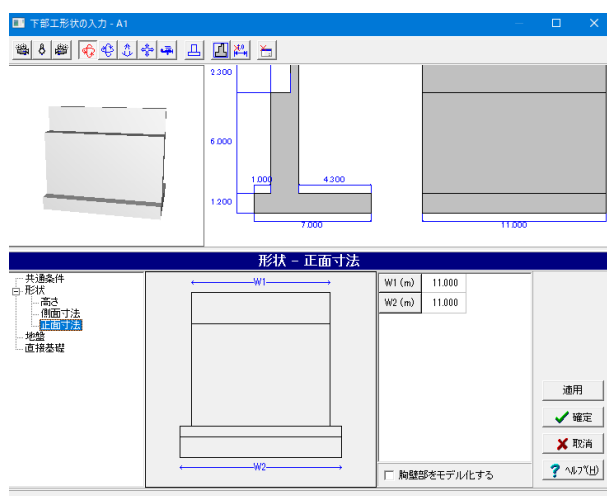 下部工形状の入力 - A1
2.300
6.000
1.000
4.300
1.200
7.000
11.000
形状 – 正面寸法
共通条件
形状
高さ
側面寸法
正面寸法
地盤
直接基礎
W1
W2
W1 (m) 11.000
W2 (m) 11.000
胸壁部をモデル化する
適用
確定
取消
ヘルプ(H)